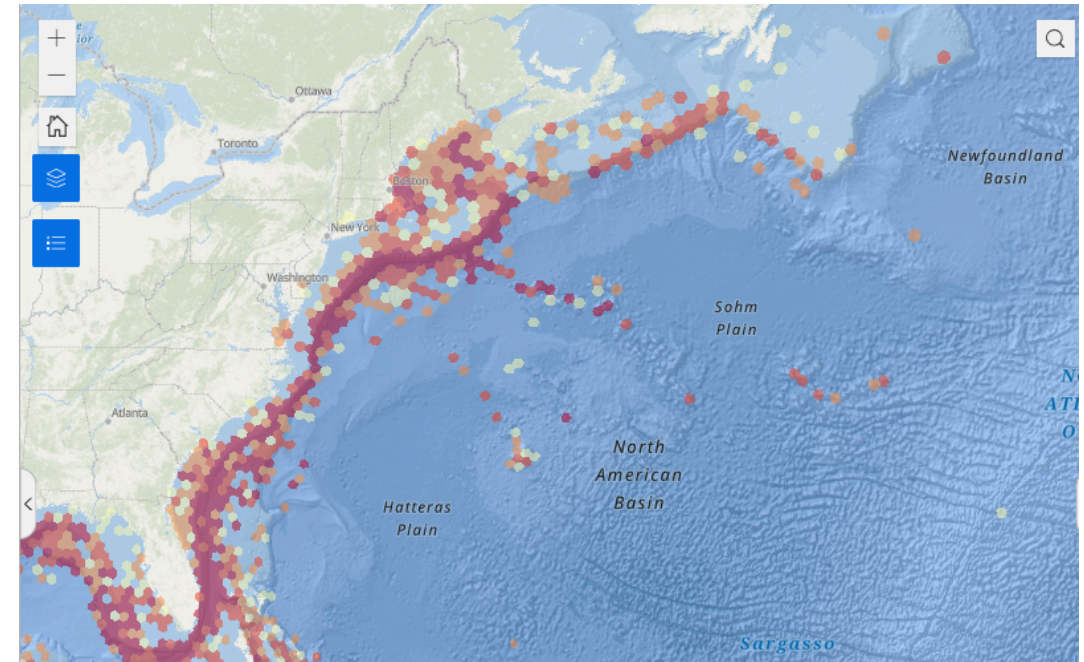 Ottawa
Toronto
Boston
New York
Washington
Atlanta
Newfoundland
Basin
Sohm
Plain
North
American
Basin
Hatteras
Plain
Sargasso